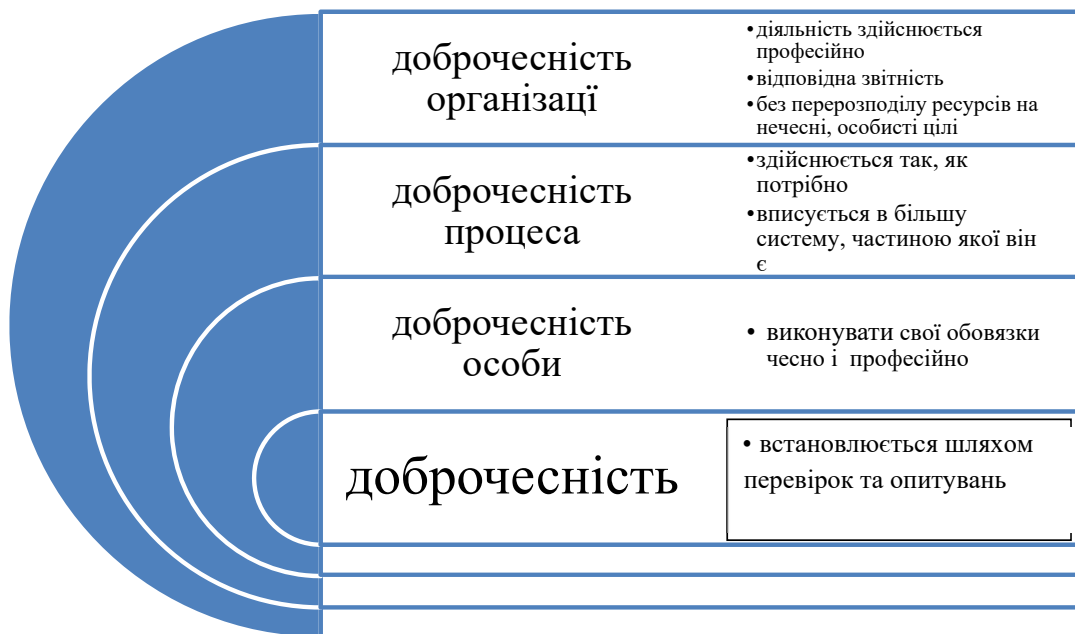 доброчесність
організації
•діяльність здійснюється
професійно
•відповідна звітність
•без перерозподілу ресурсів на
нечесні, особисті цілі
доброчесність
процеса
•здійснюється так, як
потрібно
•вписується в більшу
систему, частиною якої він
є
доброчесність
особи
• виконувати свої обовязки
чесно і професійно
доброчесність
• встановлюється шляхом
перевірок та опитувань